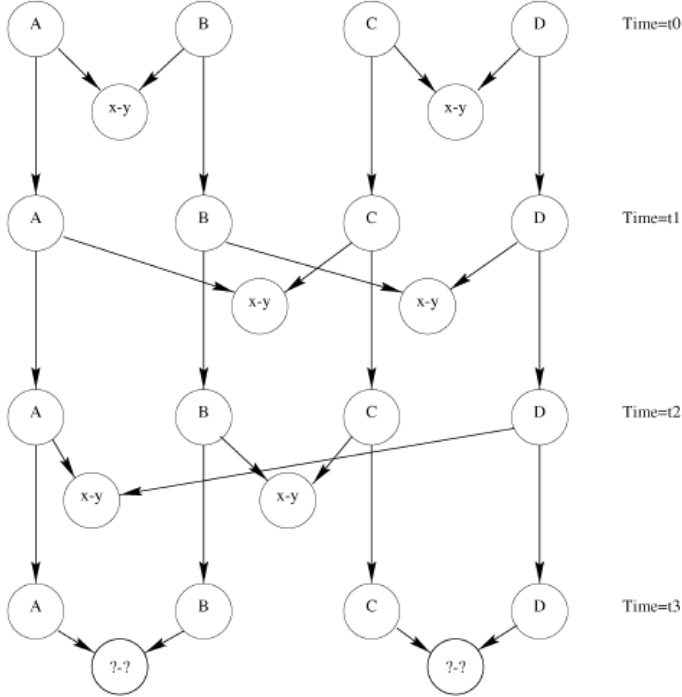 A B C D Time=t0
x-y x-y
A B C D Time=t1
x-y x-y
A B C D Time=t2
x-y x-y
A B C D Time=t3
?-? ?-?